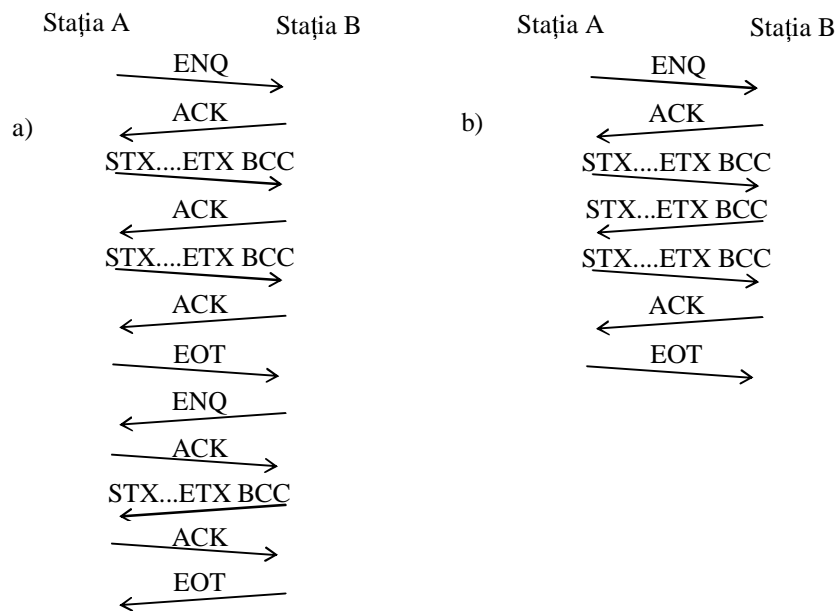 Stația A
Stația B
a)
ENQ
ACK
STX....ETX BCC
ACK
STX....ETX BCC
ACK
EOT
ENQ
ACK
STX...ETX BCC
ACK
EOT
Stația A
Stația B
b)
ENQ
ACK
STX....ETX BCC
STX...ETX BCC
STX....ETX BCC
ACK
EOT